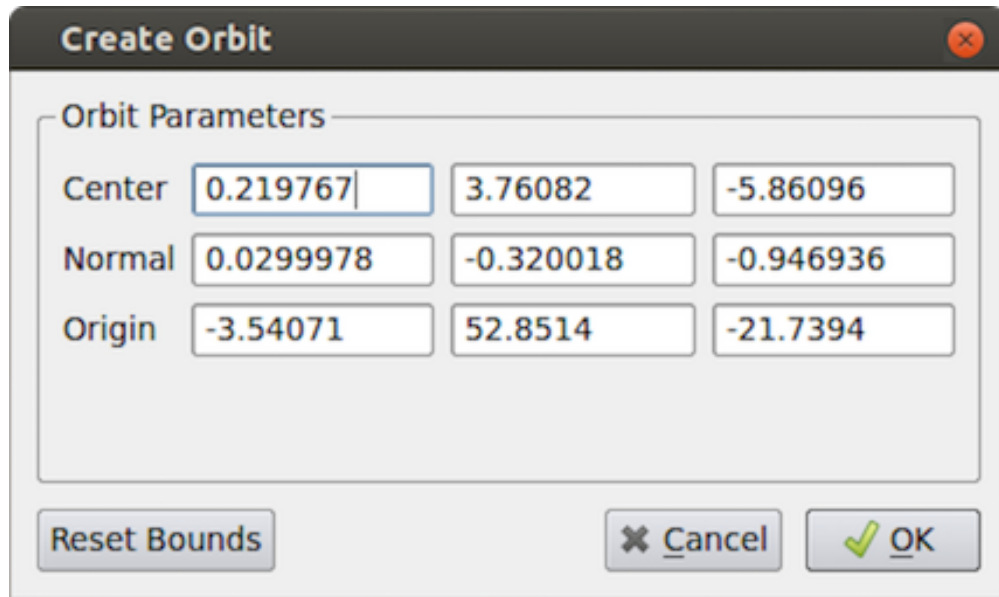 Create Orbit
Orbit Parameters
Center 0.219767 3.76082 -5.86096
Normal 0.0299978 -0.320018 -0.946936
Origin -3.54071 52.8514 -21.7394
Reset Bounds Cancel OK